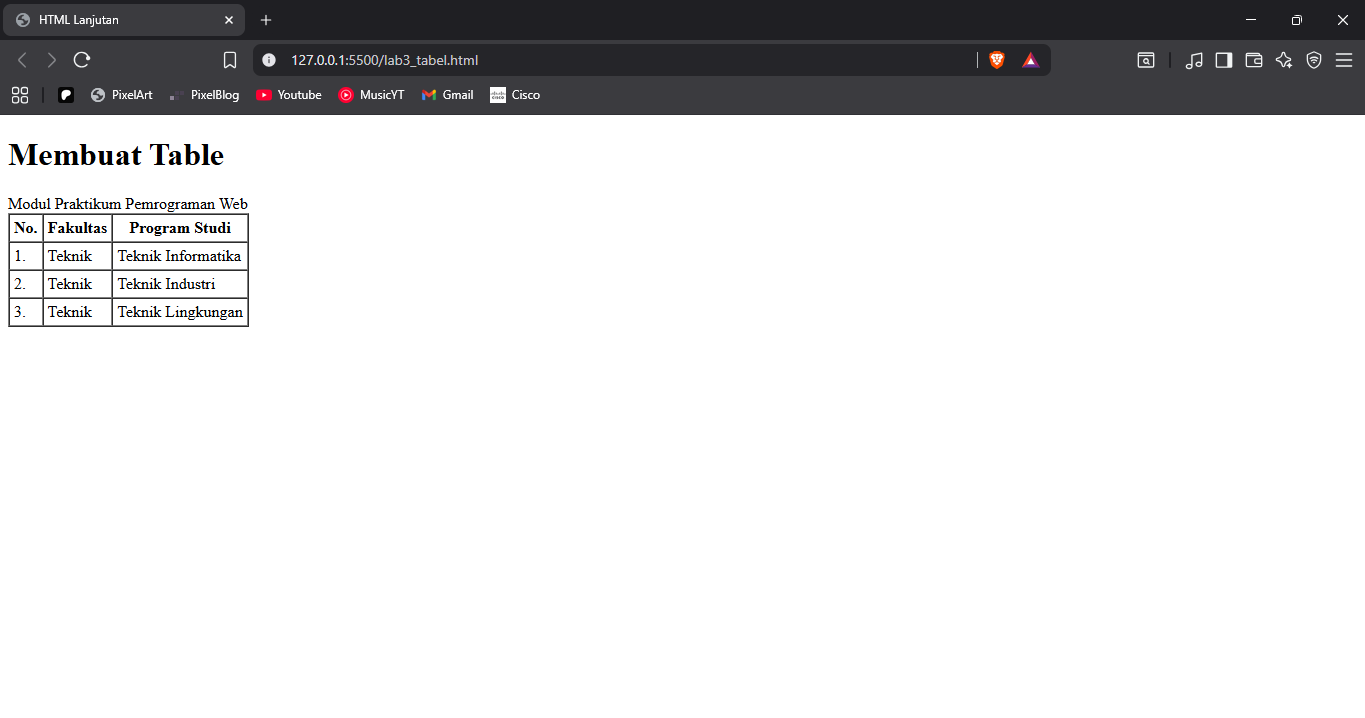 HTML Lanjutan
127.0.0.1:5500/lab3_tabel.html
PixelArt PixelBlog Youtube MusicYT Gmail Cisco
Membuat Table
Modul Praktikum Pemrograman Web
No. Fakultas Program Studi
1. Teknik Teknik Informatika
2. Teknik Teknik Industri
3. Teknik Teknik Lingkungan